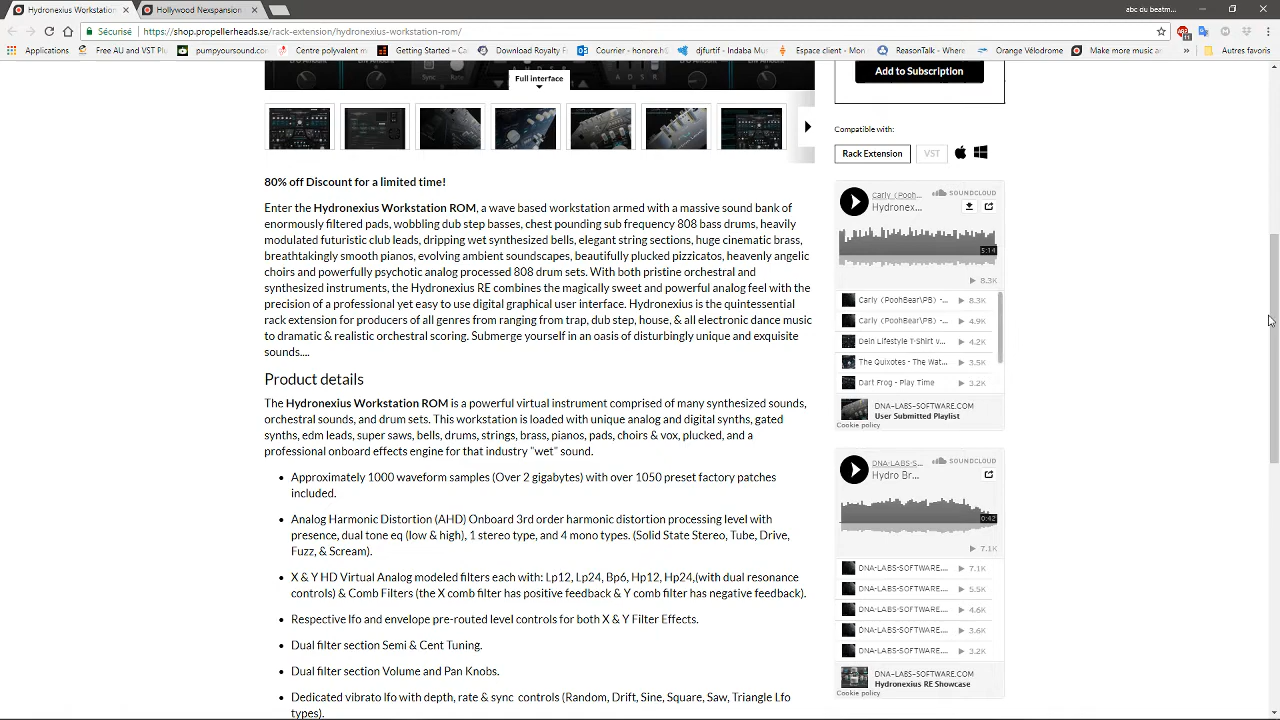 Hydronexius Workstation
Hollywood Nexspansion
abc du beatm...
Sécurisé
https://shop.propellerheads.se/rack-extension/hydronexius-workstation-rom/
Applications
Free AU and VST Plu
pumpyoursound.com
Centre polyvalent m
Getting Started
Download Royalty F
Courrier - horace.h
djfurtif - Indaba Mu
Espace Client - Mon
ReasonTalk - Where
Orange Vélodrome
Make new music a
»
Autres favoris
Sync
Rate
A D S R
Full interface
Add to Subscription
Compatible with:
Rack Extension
VST
80% off Discount for a limited time!
Enter the Hydronexius Workstation ROM, a wave based workstation armed with a massive sound bank of
enormously filtered pads, wobbling dub step basses, chest pounding sub frequency 808 bass drums, heavily
modulated futuristic club leads, dripping wet synthesized bells, elegant string sections, huge cinematic brass,
breathtakingly smooth pianos, evolving ambient soundscapes, beautifully plucked pizzicatos, heavenly angelic
choirs and powerfully psychotic analog processed 808 drum sets. With both pristine orchestral and
synthesized instruments, the Hydronexius RE combines the magically sweet and powerful analog feel with the
precision of a professional yet easy to use digital graphical user interface. Hydronexius is the quintessential
rack extension for producers of all genres from ranging from trap, dub step, house, & all electronic dance music
to dramatic & realistic orchestral scoring. Submerge yourself in an oasis of disturbingly unique and exquisite
sounds....
Product details
The Hydronexius Workstation ROM is a powerful virtual instrument comprised of many synthesized sounds,
orchestral sounds, and drum sets. This workstation is loaded with unique analog and digital synths, gated
synths, edm leads, super saws, bells, drums, strings, brass, pianos, pads, choirs & vox, plucked, and a
professional onboard effects engine for that industry "wet" sound.
• Approximately 1000 waveform samples (Over 2 gigabytes) with over 1050 preset factory patches
included.
• Analog Harmonic Distortion (AHD) Onboard 3rd order harmonic distortion processing level with
presence, dual tone eq (low & high), 1 stereo type, and 4 mono types. (Solid State Stereo, Tube, Drive,
Fuzz, & Scream).
• X & Y HD Virtual Analog modeled filters each with: Lp12, Lp24, Bp6, Hp12, Hp24,(with dual resonance
controls) & Comb Filters (the X comb filter has positive feedback & Y comb filter has negative feedback).
• Respective lfo and envelope pre-routed level controls for both X & Y Filter Effects.
• Dual filter section Semi & Cent Tuning.
• Dual filter section Volume and Pan Knobs.
• Dedicated vibrato lfo with depth, rate & sync controls (Random, Drift, Sine, Square, Saw, Triangle Lfo
types).
Carly (Pooh...
SOUNDCLOUD
Hydronex...
5:14
8.3K
Carly (PoohBear\PB) -... 8.3K
Carly (PoohBear\PB) -... 4.9K
Dein Lifestyle T-Shirt v... 4.2K
The Quixotes - The Wat... 3.5K
Dart Frog - Play Time 3.2K
DNA-LABS-SOFTWARE.COM
User Submitted Playlist
Cookie policy
DNA-LABS-S...
SOUNDCLOUD
Hydro Br...
0:42
7.1K
DNA-LABS-SOFTWARE.... 7.1K
DNA-LABS-SOFTWARE.... 5.5K
DNA-LABS-SOFTWARE.... 4.6K
DNA-LABS-SOFTWARE.... 3.6K
DNA-LABS-SOFTWARE.... 3.2K
DNA-LABS-SOFTWARE.COM
Hydronexius RE Showcase
Cookie policy